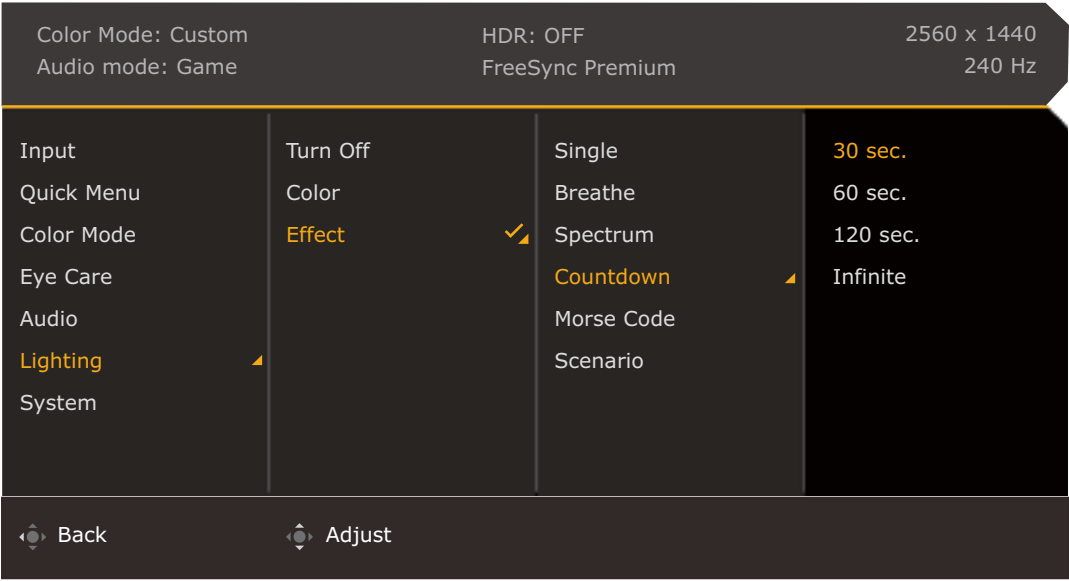 Color Mode: Custom
HDR: OFF
2560 x 1440
Audio mode: Game
FreeSync Premium
240 Hz
Input
Quick Menu
Color Mode
Eye Care
Audio
Lighting
System
Turn Off
Color
Effect
Single
Breathe
Spectrum
Countdown
Morse Code
Scenario
30 sec.
60 sec.
120 sec.
Infinite
Back
Adjust